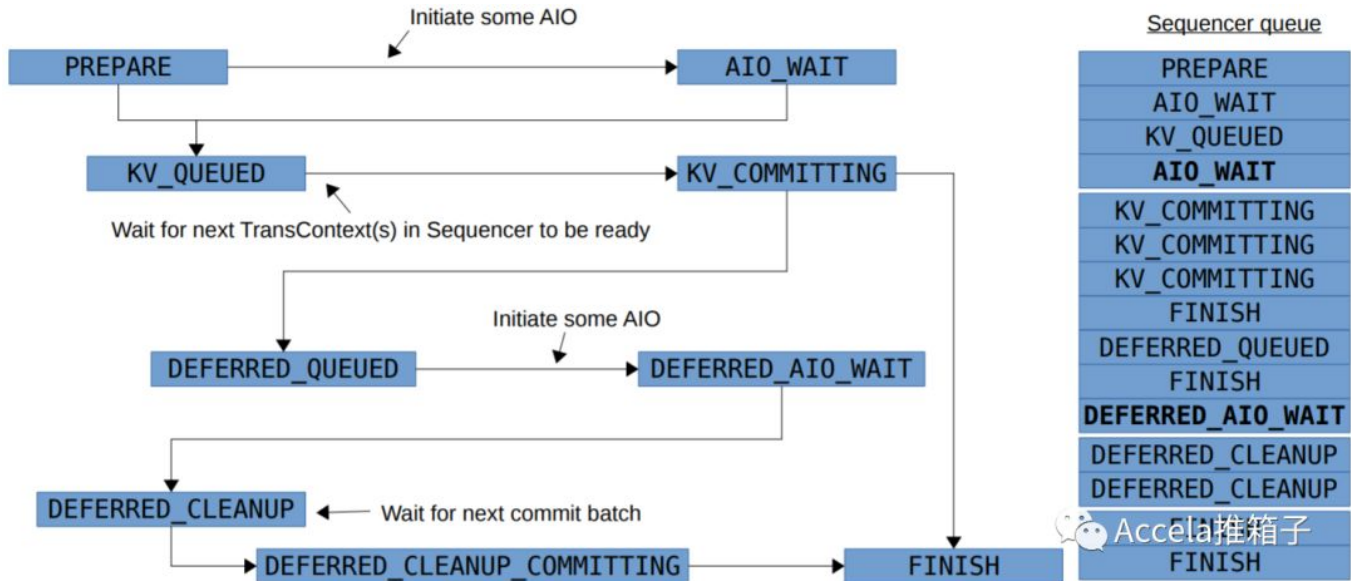 Initiate some AIO
PREPARE
AIO_WAIT
KV_QUEUED
KV_COMMITTING
Wait for next TransContext(s) in Sequencer to be ready
Initiate some AIO
DEFERRED_QUEUED
DEFERRED_AIO_WAIT
DEFERRED_CLEANUP
Wait for next commit batch
DEFERRED_CLEANUP_COMMITTING
FINISH
Sequencer queue
PREPARE
AIO_WAIT
KV_QUEUED
AIO_WAIT
KV_COMMITTING
KV_COMMITTING
KV_COMMITTING
FINISH
DEFERRED_QUEUED
FINISH
DEFERRED_AIO_WAIT
DEFERRED_CLEANUP
DEFERRED_CLEANUP
FINISH
Accela推箱子
FINISH